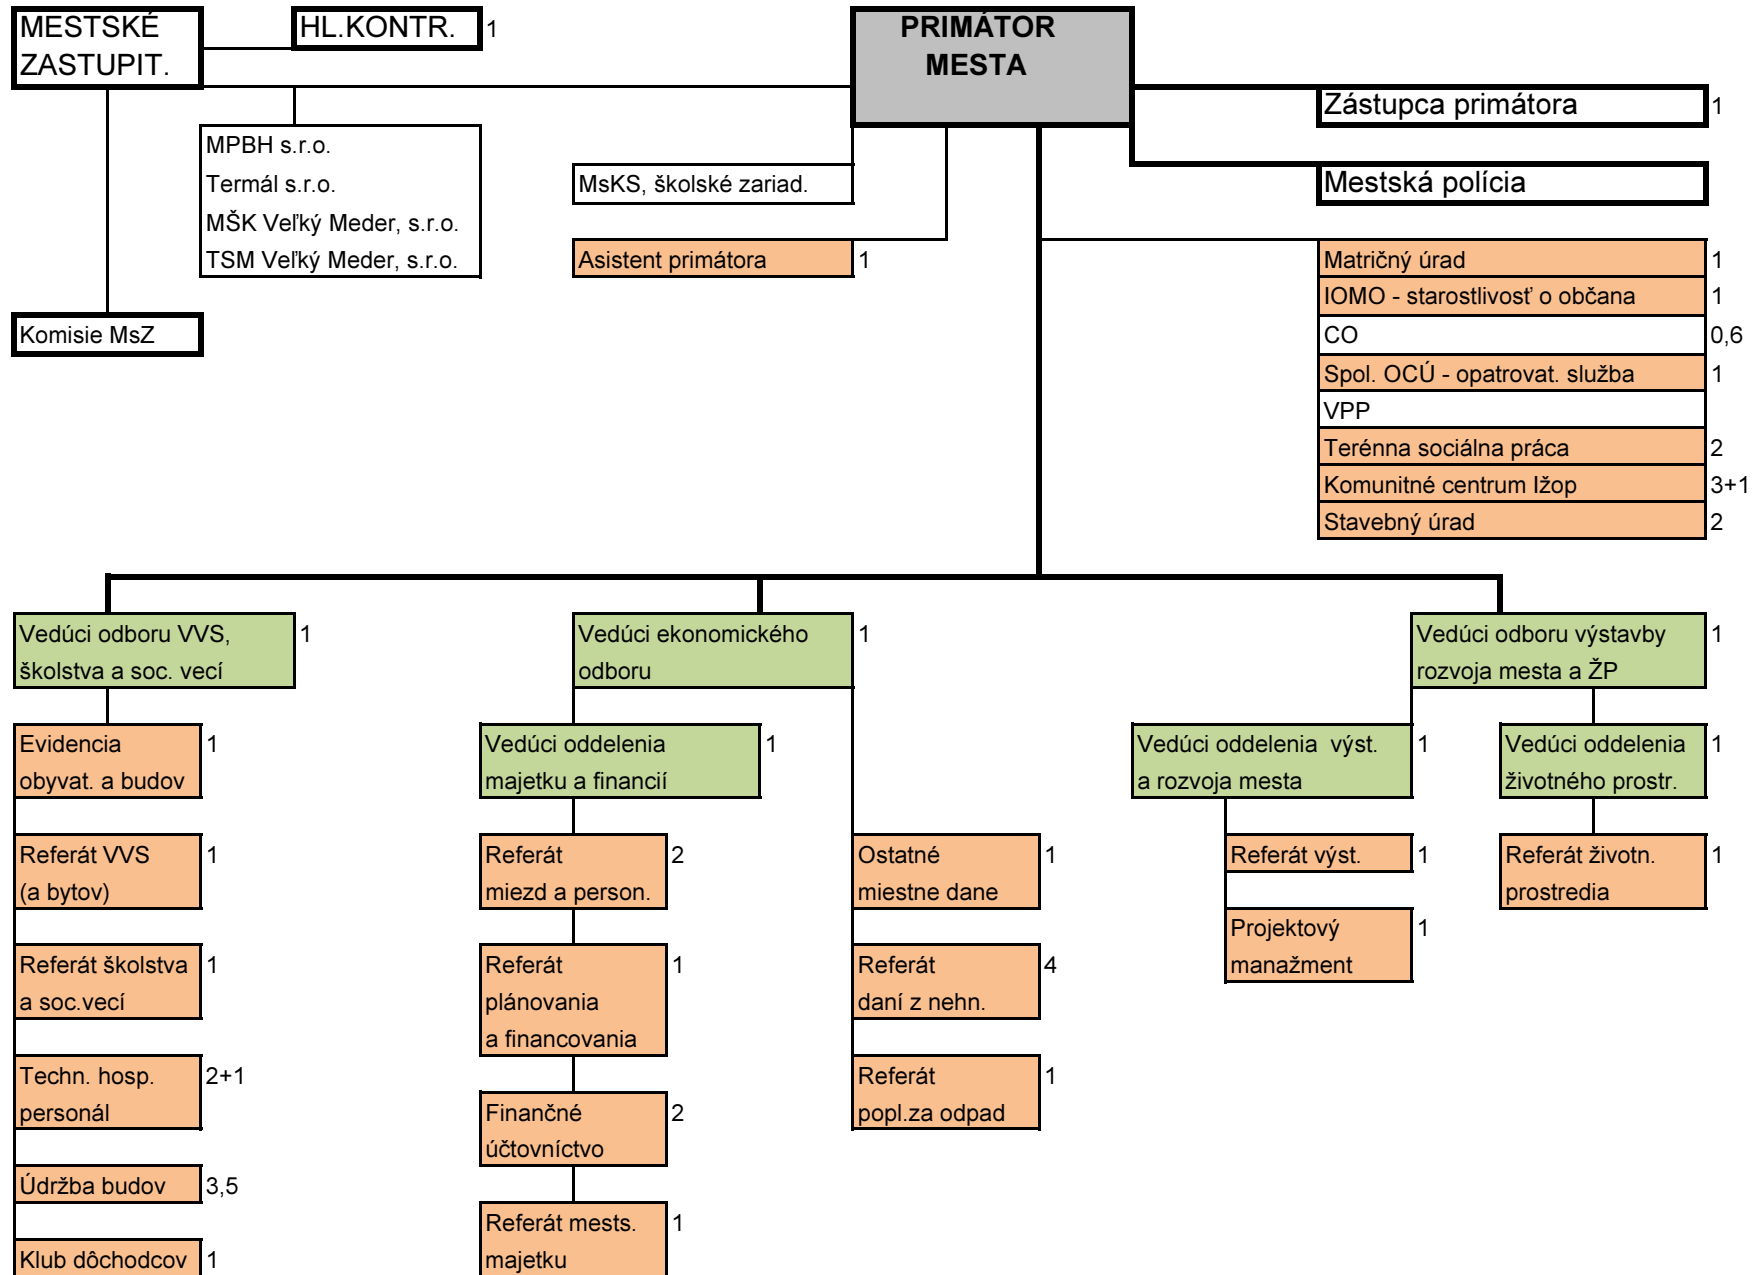 MESTSKÉ
ZASTUPIT.
HL.KONTR. 1
PRIMÁTOR
MESTA
Zástupca primátora 1
Mestská polícia
MPBH s.r.o.
Termál s.r.o.
MŠK Veľký Meder, s.r.o.
TSM Veľký Meder, s.r.o.
MsKS, školské zariad.
Asistent primátora 1
Komisie MsZ
Matričný úrad 1
IOMO - starostlivosť o občana 1
CO 0,6
Spol. OCÚ - opatrovat. služba 1
VPP
Terénna sociálna práca 2
Komunitné centrum Ižop 3+1
Stavebný úrad 2
Vedúci odboru VVS, 1
školstva a soc. vecí
Evidencia 1
obyvat. a budov
Referát VVS 1
(a bytov)
Referát školstva 1
a soc.vecí
Techn. hosp. 2+1
personál
Údržba budov 3,5
Klub dôchodcov 1
Vedúci ekonomického 1
odboru
Vedúci oddelenia 1
majetku a financií
Referát 2
miezd a person.
Referát 1
plánovania
a financovania
Finančné 2
účtovníctvo
Referát mests. 1
majetku
Ostatné 1
miestne dane
Referát 4
daní z nehn.
Referát 1
popl.za odpad
Vedúci odboru výstavby 1
rozvoja mesta a ŽP
Vedúci oddelenia výst. 1
a rozvoja mesta
Referát výst. 1
Projektový 1
manažment
Vedúci oddelenia 1
životného prostr.
Referát životn. 1
prostredia